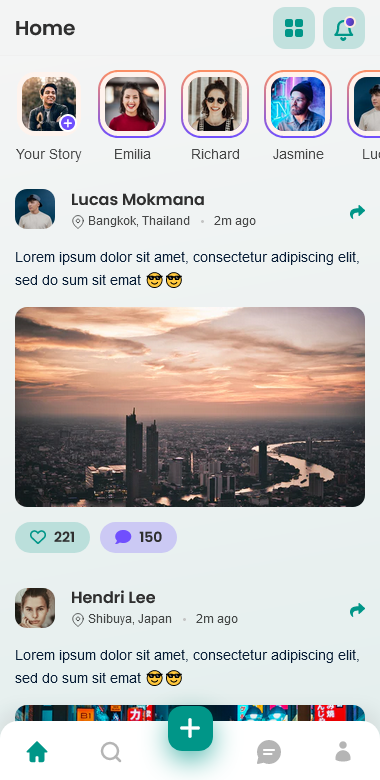 Home
Your Story
Emilia
Richard
Jasmine
Lucas Mokmana
Bangkok, Thailand
2m ago
Lorem ipsum dolor sit amet, consectetur adipiscing elit,
sed do sum sit emat 😎😎
221
150
Hendri Lee
Shibuya, Japan
2m ago
Lorem ipsum dolor sit amet, consectetur adipiscing elit,
sed do sum sit emat 😎😎